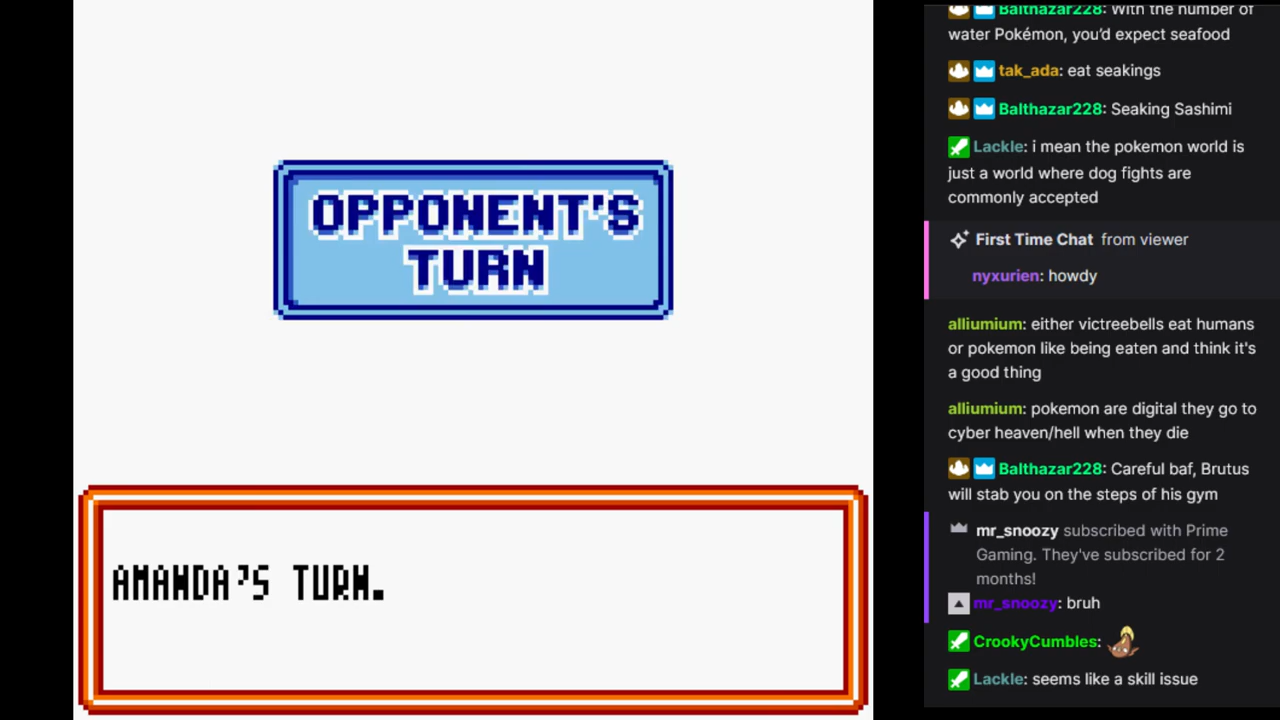 OPPONENT'S
TURN
AMANDA'S TURN.
Balthazar228: With the number of
water Pokémon, you'd expect seafood
tak_ada: eat seakings
Balthazar228: Seaking Sashimi
Lackle: i mean the pokemon world is
just a world where dog fights are
commonly accepted
First Time Chat from viewer
nyxurien: howdy
alliumium: either victreebells eat humans
or pokemon like being eaten and think it's
a good thing
alliumium: pokemon are digital they go to
cyber heaven/hell when they die
Balthazar228: Careful baf, Brutus
will stab you on the steps of his gym
mr_snoozy subscribed with Prime
Gaming. They've subscribed for 2
months!
mr_snoozy: bruh
CrookyCumbles:
Lackle: seems like a skill issue